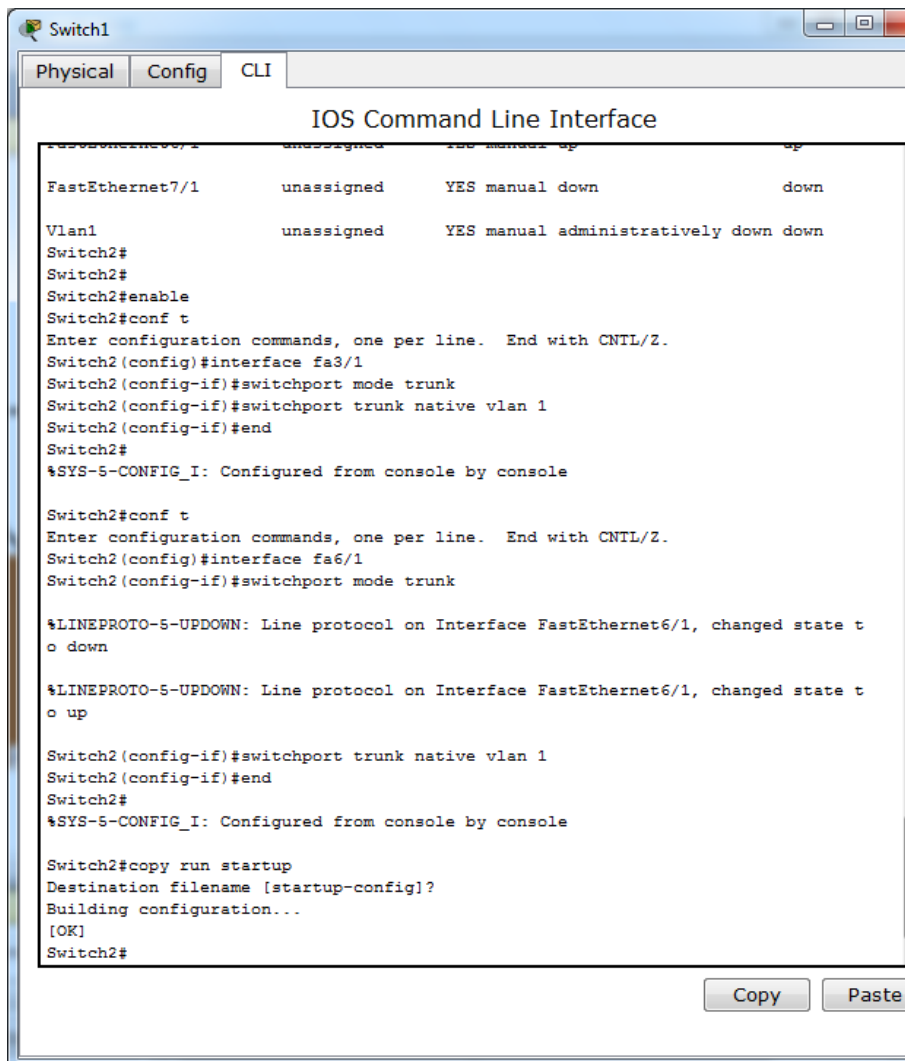 Switch1
Physical Config CLI
IOS Command Line Interface
FastEthernet6/1 unassigned YES manual up up
FastEthernet7/1 unassigned YES manual down down
Vlan1 unassigned YES manual administratively down down
Switch2#
Switch2#
Switch2#enable
Switch2#conf t
Enter configuration commands, one per line. End with CNTL/Z.
Switch2(config)#interface fa3/1
Switch2(config-if)#switchport mode trunk
Switch2(config-if)#switchport trunk native vlan 1
Switch2(config-if)#end
Switch2#
%SYS-5-CONFIG_I: Configured from console by console
Switch2#conf t
Enter configuration commands, one per line. End with CNTL/Z.
Switch2(config)#interface fa6/1
Switch2(config-if)#switchport mode trunk
%LINEPROTO-5-UPDOWN: Line protocol on Interface FastEthernet6/1, changed state t
o down
%LINEPROTO-5-UPDOWN: Line protocol on Interface FastEthernet6/1, changed state t
o up
Switch2(config-if)#switchport trunk native vlan 1
Switch2(config-if)#end
Switch2#
%SYS-5-CONFIG_I: Configured from console by console
Switch2#copy run startup
Destination filename [startup-config]?
Building configuration...
[OK]
Switch2#
Copy Paste